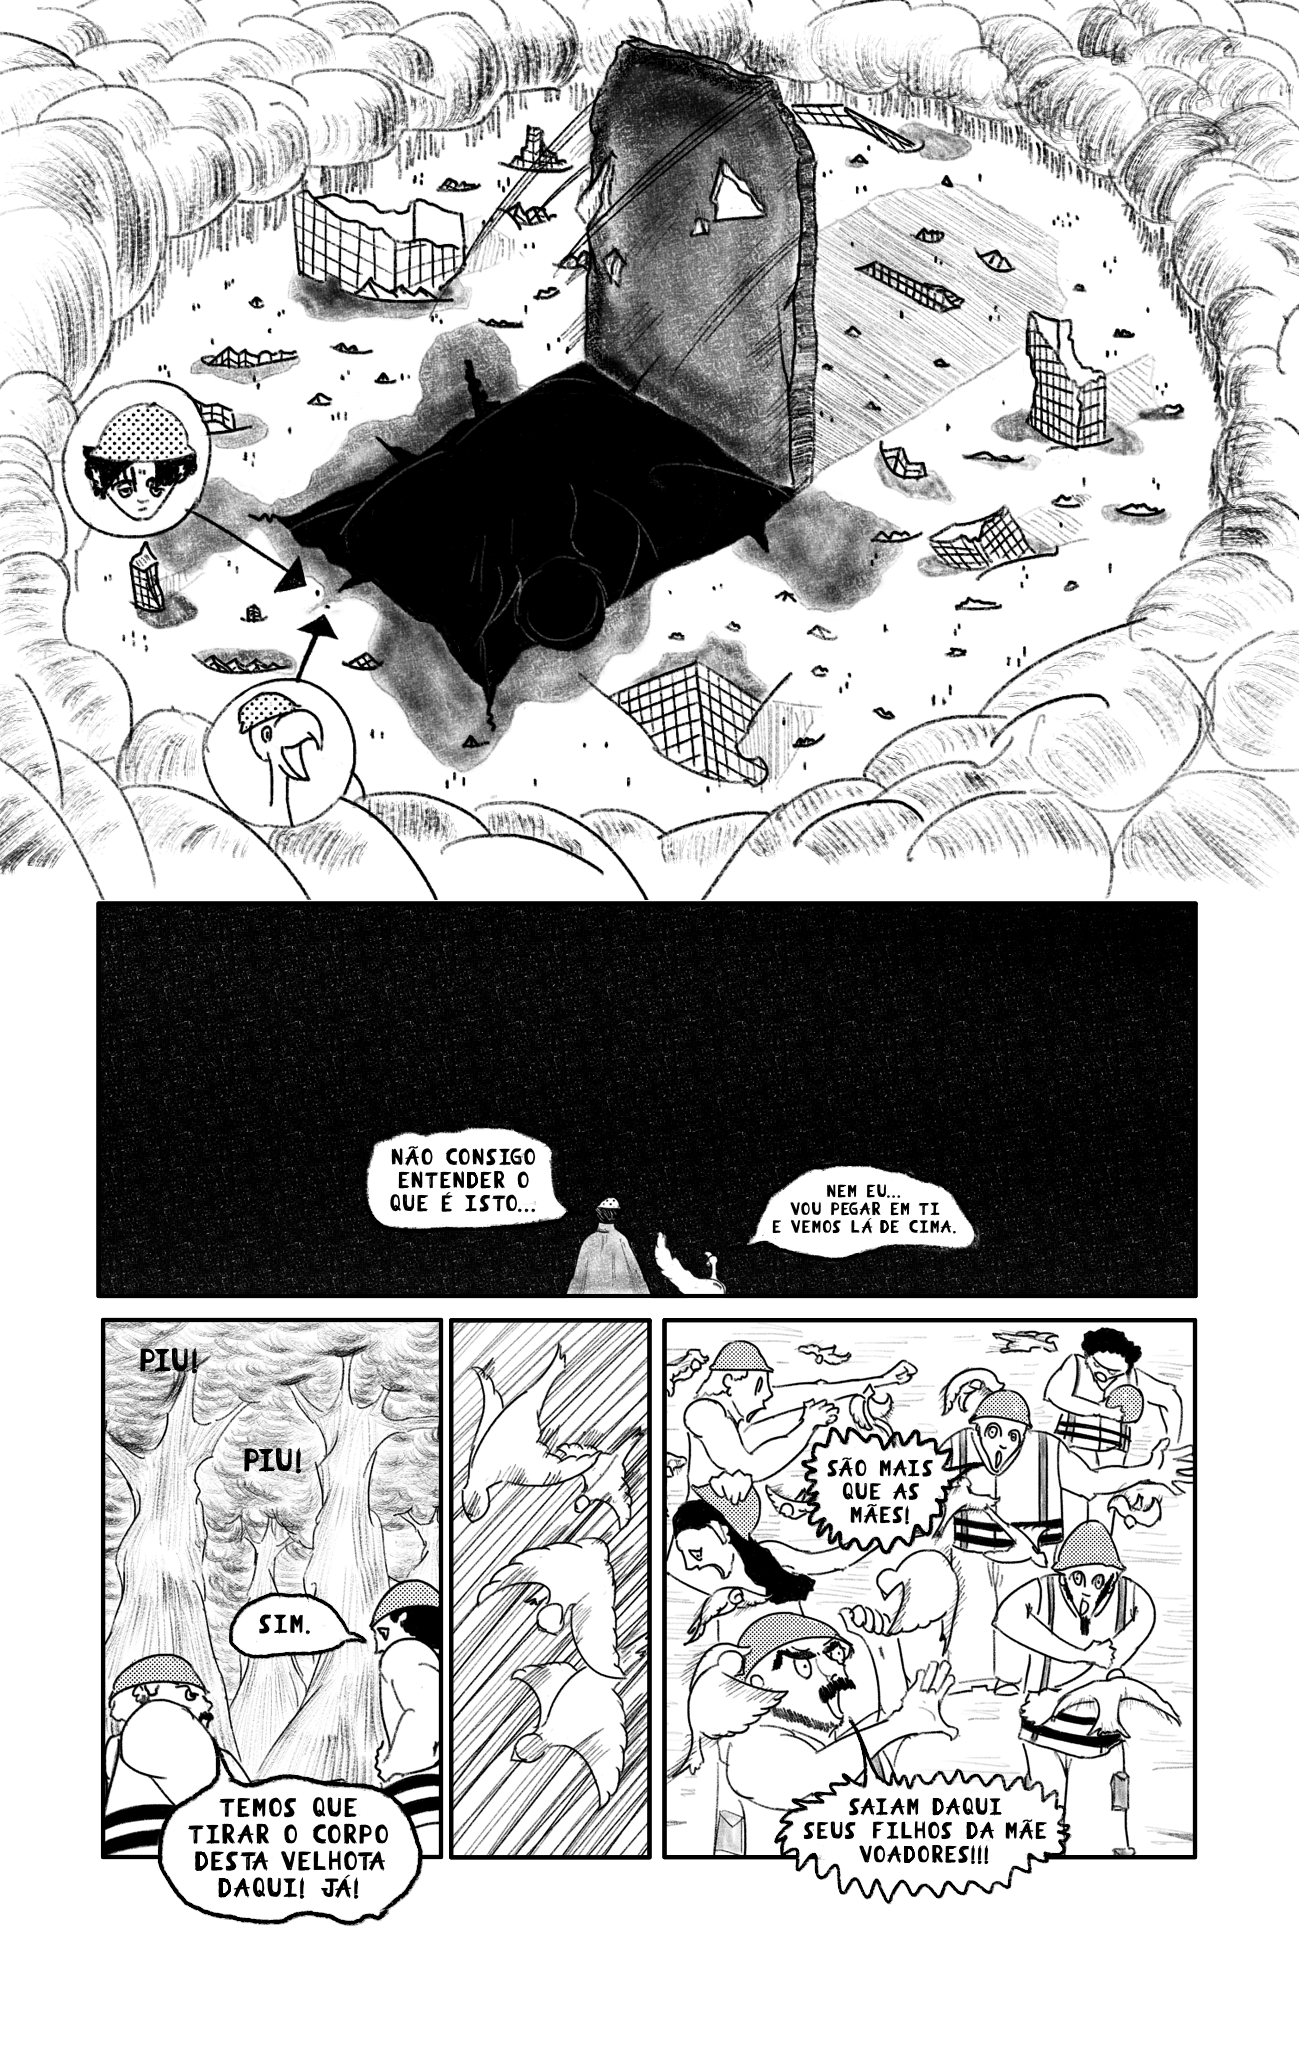 NÃO CONSIGO
ENTENDER O
QUE É ISTO...
NEM EU...
VOU PEGAR EM TI
E VEMOS LÁ DE CIMA.
PIU!
PIU!
SIM.
TEMOS QUE
TIRAR O CORPO
DESTA VELHOTA
DAQUI! JÁ!
SÃO MAIS
QUE AS
MÃES!
SAIAM DAQUI
SEUS FILHOS DA MÃE
VOADORES!!!